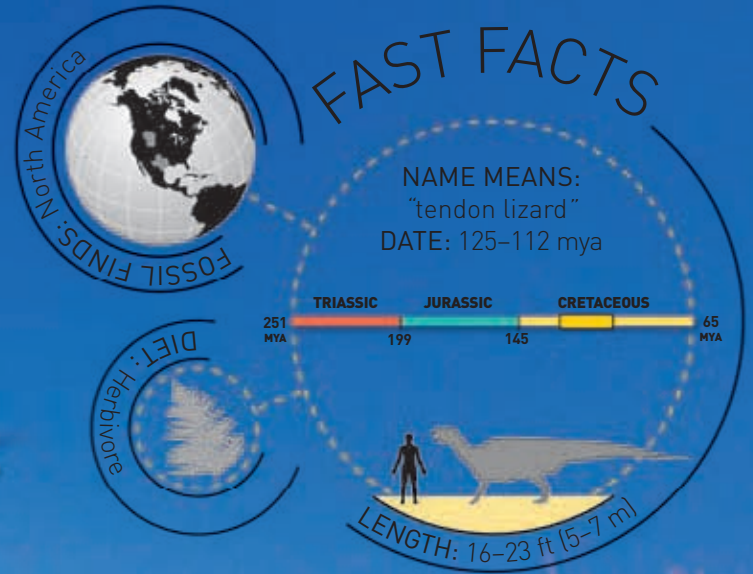 FAST FACTS
FOSSIL FINDS: North America
NAME MEANS:
“tendon lizard”
DATE: 125–112 mya
TRIASSIC JURASSIC CRETACEOUS
251
MYA
199
145
65
MYA
DIET: Herbivore
LENGTH: 16–23 ft (5–7 m)